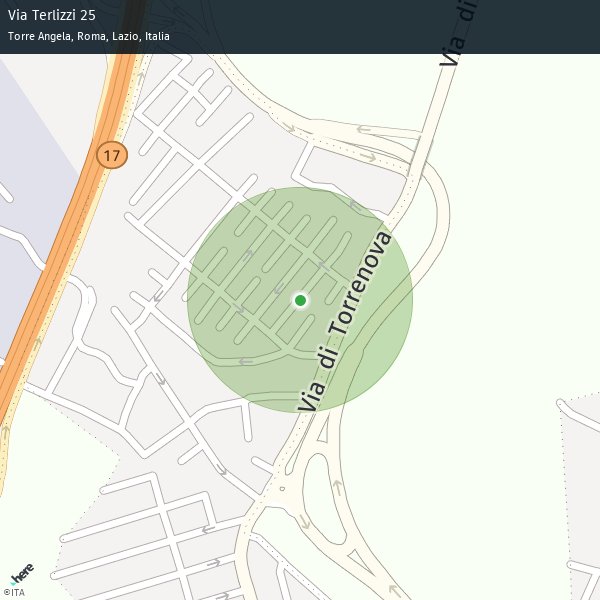 Via Terlizzi 25
Torre Angela, Roma, Lazio, Italia
Via di
17
Via di Torrenova
here
©ITA